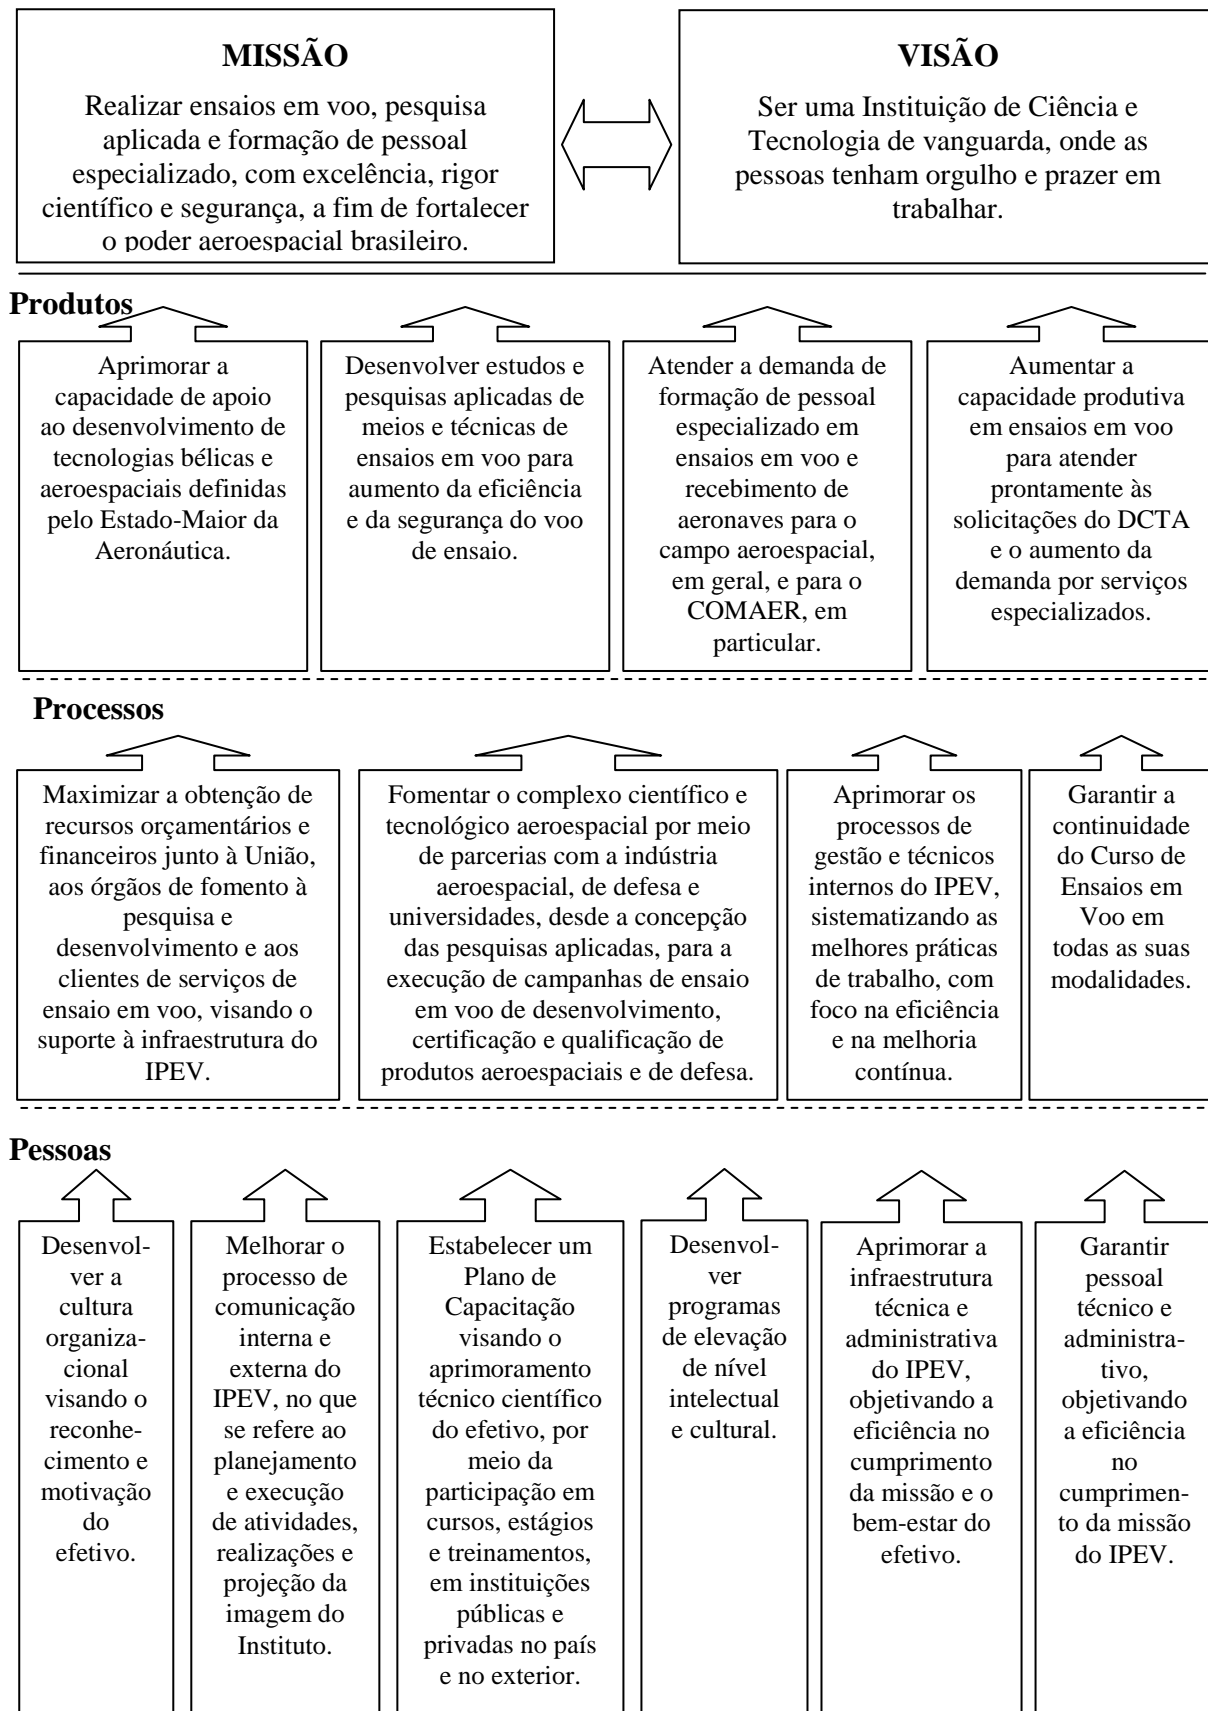 MISSÃO
Realizar ensaios em voo, pesquisa
aplicada e formação de pessoal
especializado, com excelência, rigor
científico e segurança, a fim de fortalecer
o poder aeroespacial brasileiro.
VISÃO
Ser uma Instituição de Ciência e
Tecnologia de vanguarda, onde as
pessoas tenham orgulho e prazer em
trabalhar.
Produtos
Aprimorar a
capacidade de apoio
ao desenvolvimento de
tecnologias bélicas e
aeroespaciais definidas
pelo Estado-Maior da
Aeronáutica.
Desenvolver estudos e
pesquisas aplicadas de
meios e técnicas de
ensaios em voo para
aumento da eficiência
e da segurança do voo
de ensaio.
Atender a demanda de
formação de pessoal
especializado em
ensaios em voo e
recebimento de
aeronaves para o
campo aeroespacial,
em geral, e para o
COMAER, em
particular.
Aumentar a
capacidade produtiva
em ensaios em voo
para atender
prontamente às
solicitações do DCTA
e o aumento da
demanda por serviços
especializados.
Processos
Maximizar a obtenção de
recursos orçamentários e
financeiros junto à União,
aos órgãos de fomento à
pesquisa e
desenvolvimento e aos
clientes de serviços de
ensaio em voo, visando o
suporte à infraestrutura do
IPEV.
Fomentar o complexo científico e
tecnológico aeroespacial por meio
de parcerias com a indústria
aeroespacial, de defesa e
universidades, desde a concepção
das pesquisas aplicadas, para a
execução de campanhas de ensaio
em voo de desenvolvimento,
certificação e qualificação de
produtos aeroespaciais e de defesa.
Aprimorar os
processos de
gestão e técnicos
internos do IPEV,
sistematizando as
melhores práticas
de trabalho, com
foco na eficiência
e na melhoria
contínua.
Garantir a
continuidade
do Curso de
Ensaios em
Voo em
todas as suas
modalidades.
Pessoas
Desenvol-
ver a
cultura
organiza-
cional
visando o
reconhe-
cimento e
motivação
do
efetivo.
Melhorar o
processo de
comunicação
interna e
externa do
IPEV, no que
se refere ao
planejamento
e execução
de atividades,
realizações e
projeção da
imagem do
Instituto.
Estabelecer um
Plano de
Capacitação
visando o
aprimoramento
técnico científico
do efetivo, por
meio da
participação em
cursos, estágios
e treinamentos,
em instituições
públicas e
privadas no país
e no exterior.
Desenvol-
ver
programas
de elevação
de nível
intelectual
e cultural.
Aprimorar a
infraestrutura
técnica e
administrativa
do IPEV,
objetivando a
eficiência no
cumprimento
da missão e o
bem-estar do
efetivo.
Garantir
pessoal
técnico e
administra-
tivo,
objetivando
a eficiência
no
cumprimen-
to da missão
do IPEV.